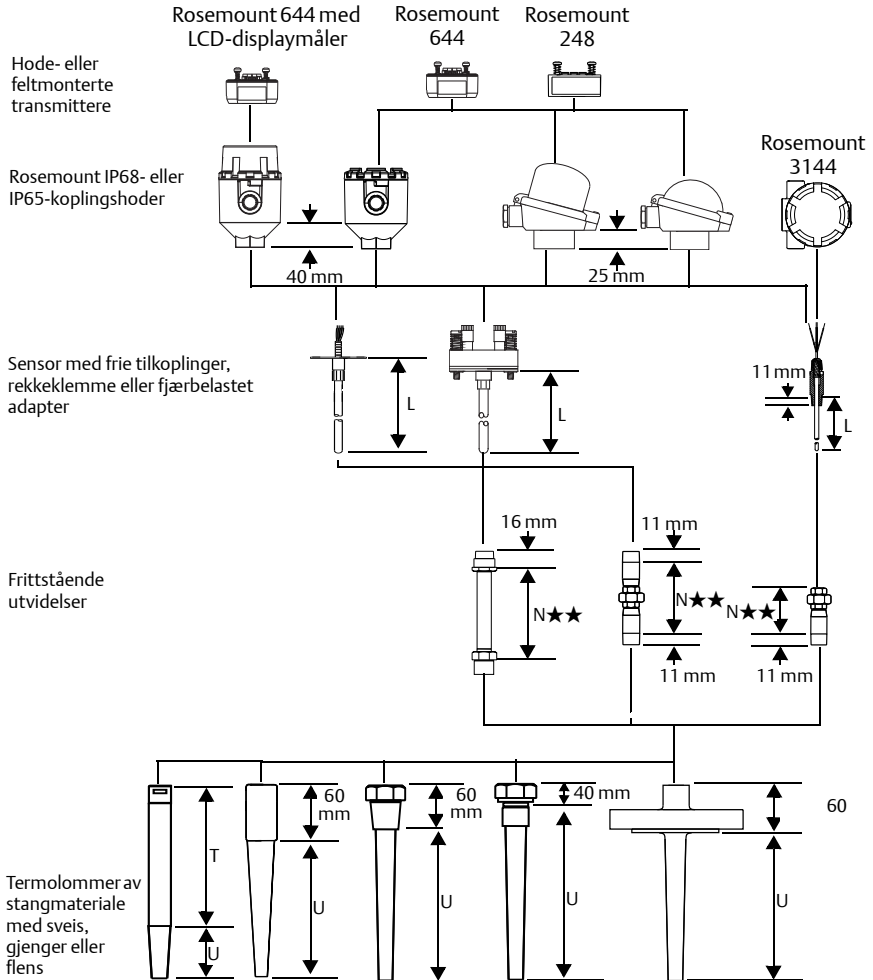 Rosemount 644 med
LCD-displaymåler
Rosemount
644
Rosemount
248
Hode- eller
feltmonterte
transmittere
Rosemount
3144
Rosemount IP68- eller
IP65-koplingshoder
40 mm
25 mm
Sensor med frie tilkoplinger,
rekkeklemme eller fjærbelastet
adapter
L
L
11 mm
L
16 mm
11 mm
Frittstående
utvidelser
N★★
N★★
N★★
11 mm
11 mm
60
mm
60
mm
40 mm
60
T
U
U
U
U
U
Termolommer av
stangmateriale
med sveis,
gjenger eller
flens